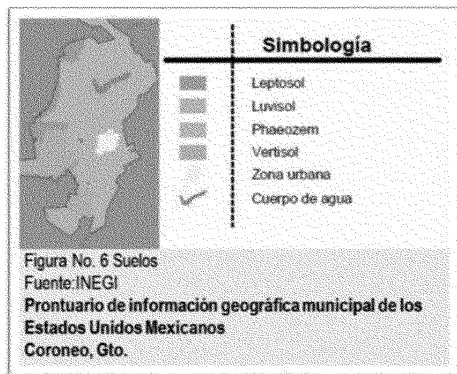 Simbología
Leptosol
Luvisol
Phaeozem
Vertisol
Zona urbana
Cuerpo de agua
Figura No. 6 Suelos
Fuente:INEGI
Prontuario de información geográfica municipal de los
Estados Unidos Mexicanos
Coroneo, Gto.